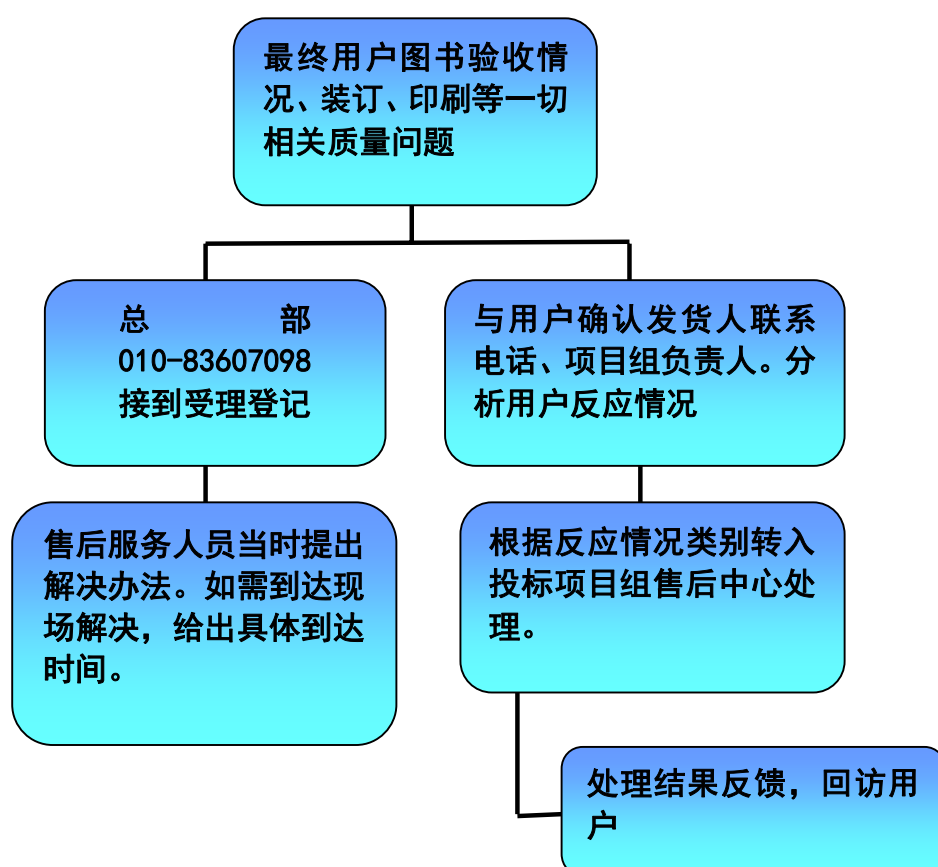 最终用户图书验收情
况、装订、印刷等一切
相关质量问题
总 部
010-83607098
接到受理登记
与用户确认发货人联系
电话、项目组负责人。分
析用户反应情况
售后服务人员当时提出
解决办法。如需到达现
场解决，给出具体到达
时间。
根据反应情况类别转入
投标项目组售后中心处
理。
处理结果反馈，回访用
户